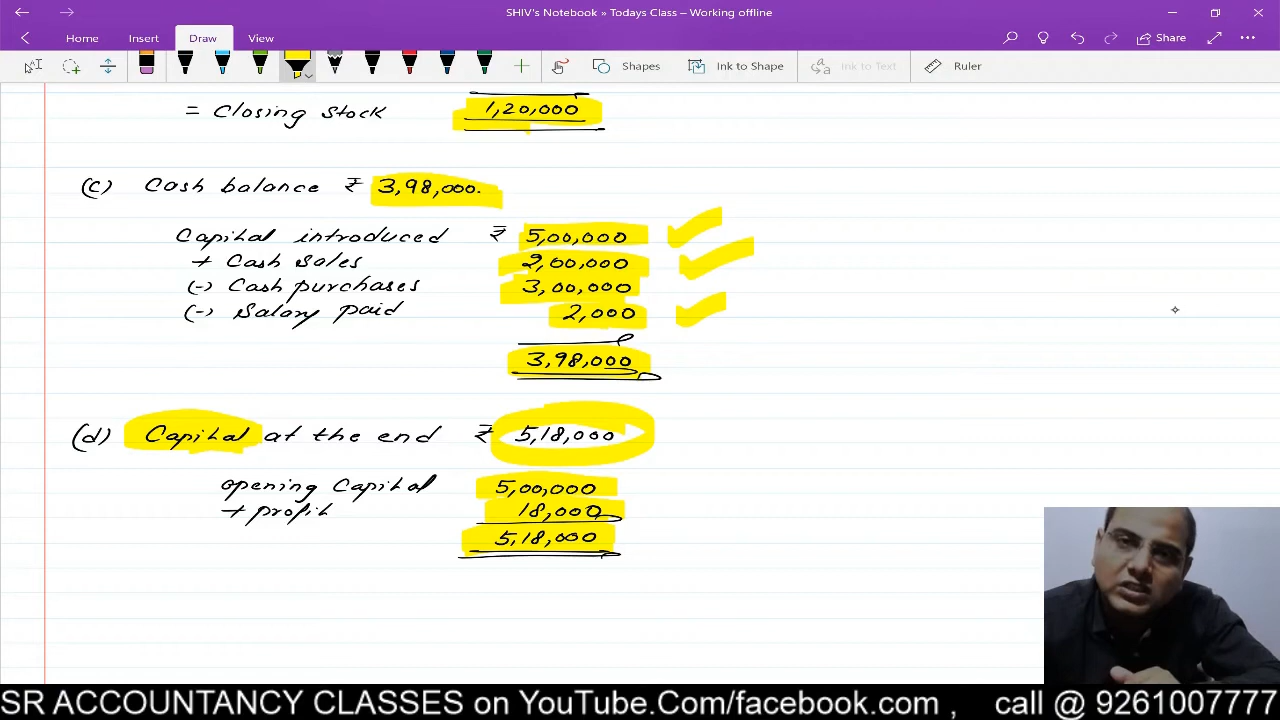 SHIV's Notebook » Todays Class – Working offline
Home Insert Draw View
Share
Shapes Ink to Shape Ink to Text Ruler
= Closing stock 1,20,000
(c) Cash balance ₹ 3,98,000.
Capital introduced ₹ 5,00,000
+ Cash sales 2,00,000
(-) Cash purchases 3,00,000
(-) Salary paid 2,000
3,98,000
(d) Capital at the end ₹ 5,18,000
opening Capital 5,00,000
+ profit 18,000
5,18,000
SR ACCOUNTANCY CLASSES on YouTube.Com/facebook.com , call @ 9261007777